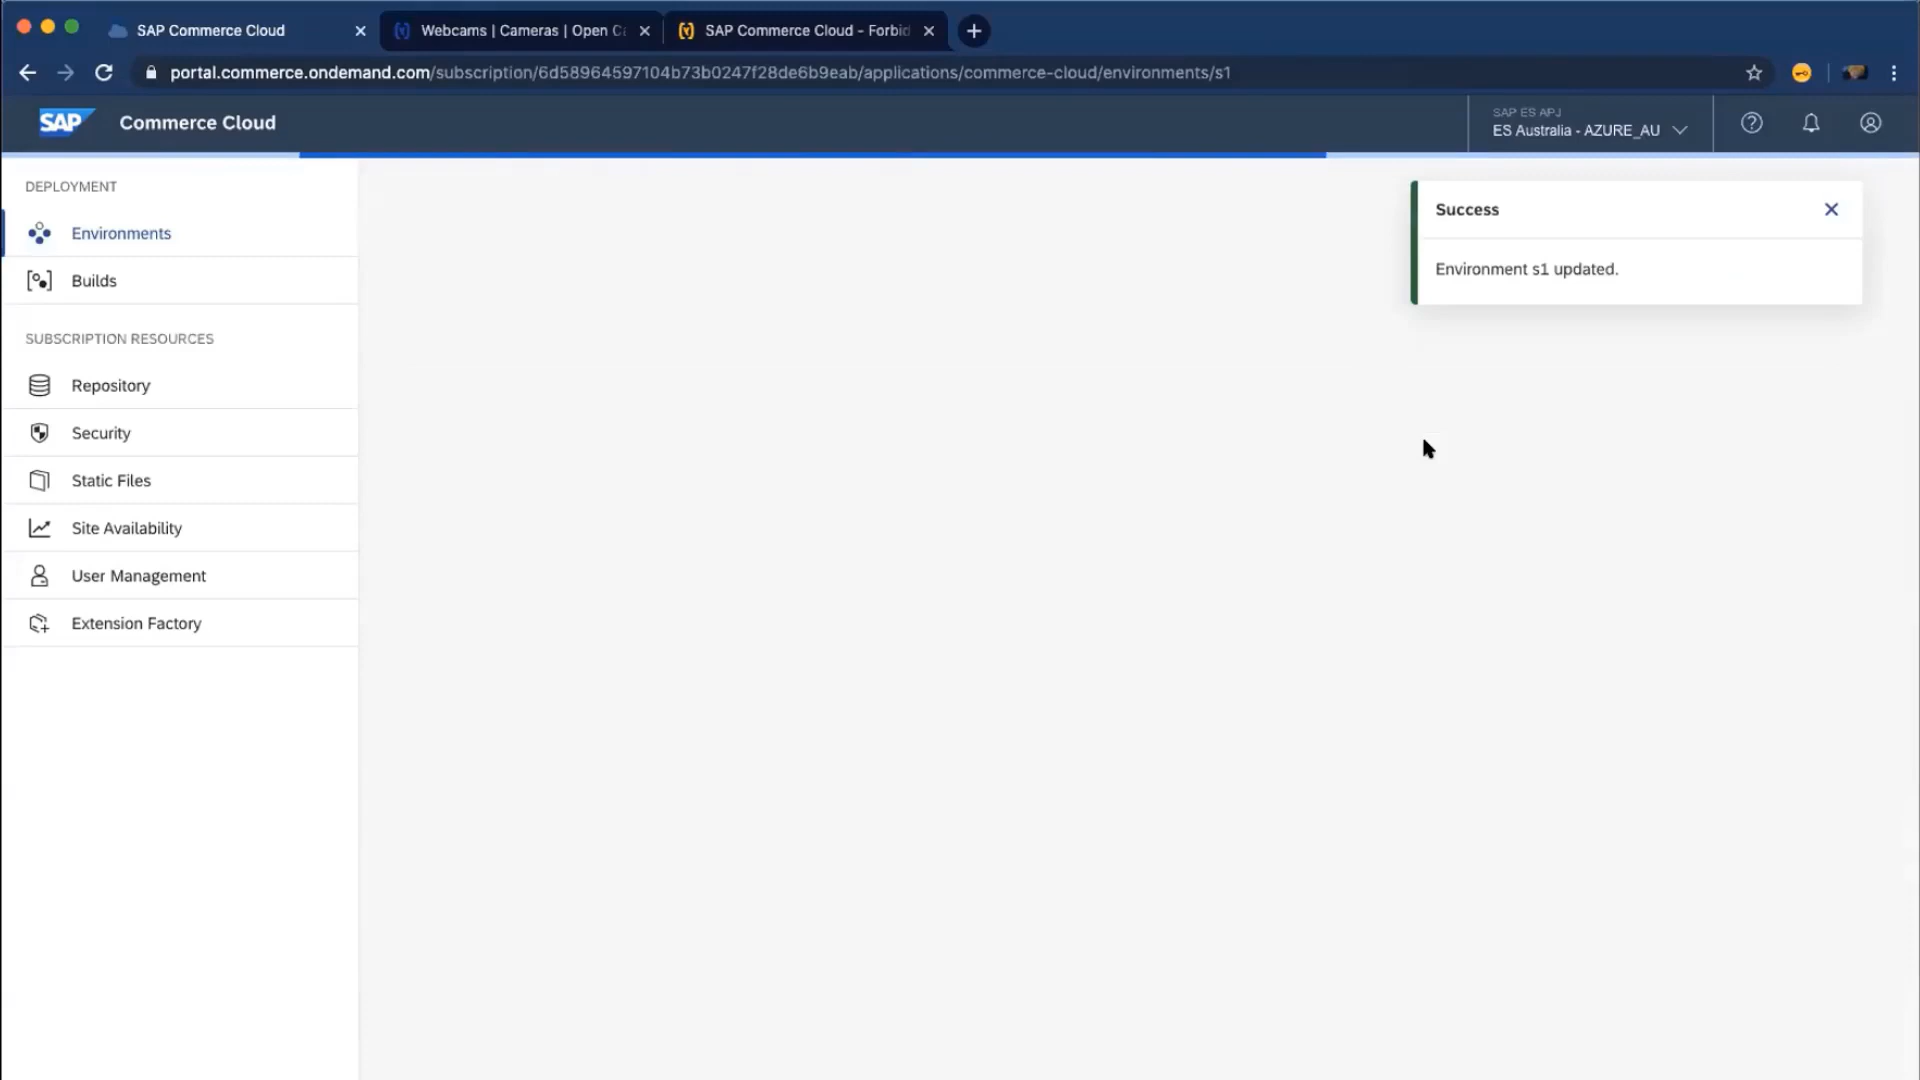 SAP Commerce Cloud
Webcams | Cameras | Open C
SAP Commerce Cloud - Forbid
portal.commerce.ondemand.com/subscription/6d58964597104b73b0247f28de6b9eab/applications/commerce-cloud/environments/s1
SAP Commerce Cloud
SAP ES APJ
ES Australia - AZURE_AU
DEPLOYMENT
Environments
Builds
SUBSCRIPTION RESOURCES
Repository
Security
Static Files
Site Availability
User Management
Extension Factory
Success
Environment s1 updated.